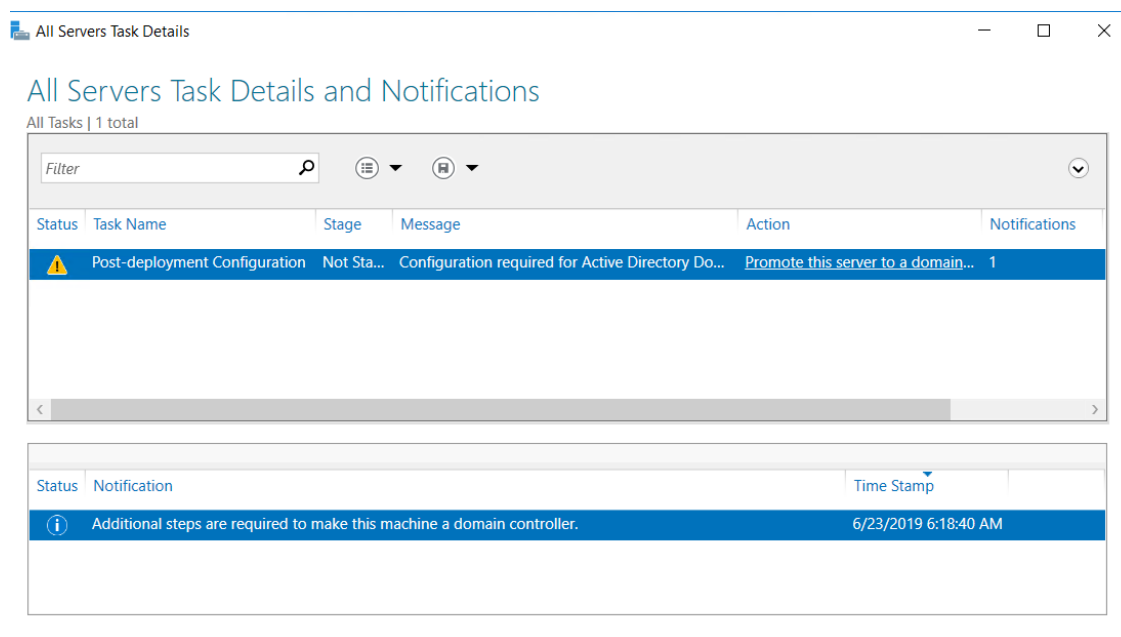 All Servers Task Details
All Servers Task Details and Notifications
All Tasks | 1 total
Filter
Status Task Name Stage Message Action Notifications
Post-deployment Configuration Not Sta... Configuration required for Active Directory Do... Promote this server to a domain... 1
Status Notification Time Stamp
Additional steps are required to make this machine a domain controller. 6/23/2019 6:18:40 AM